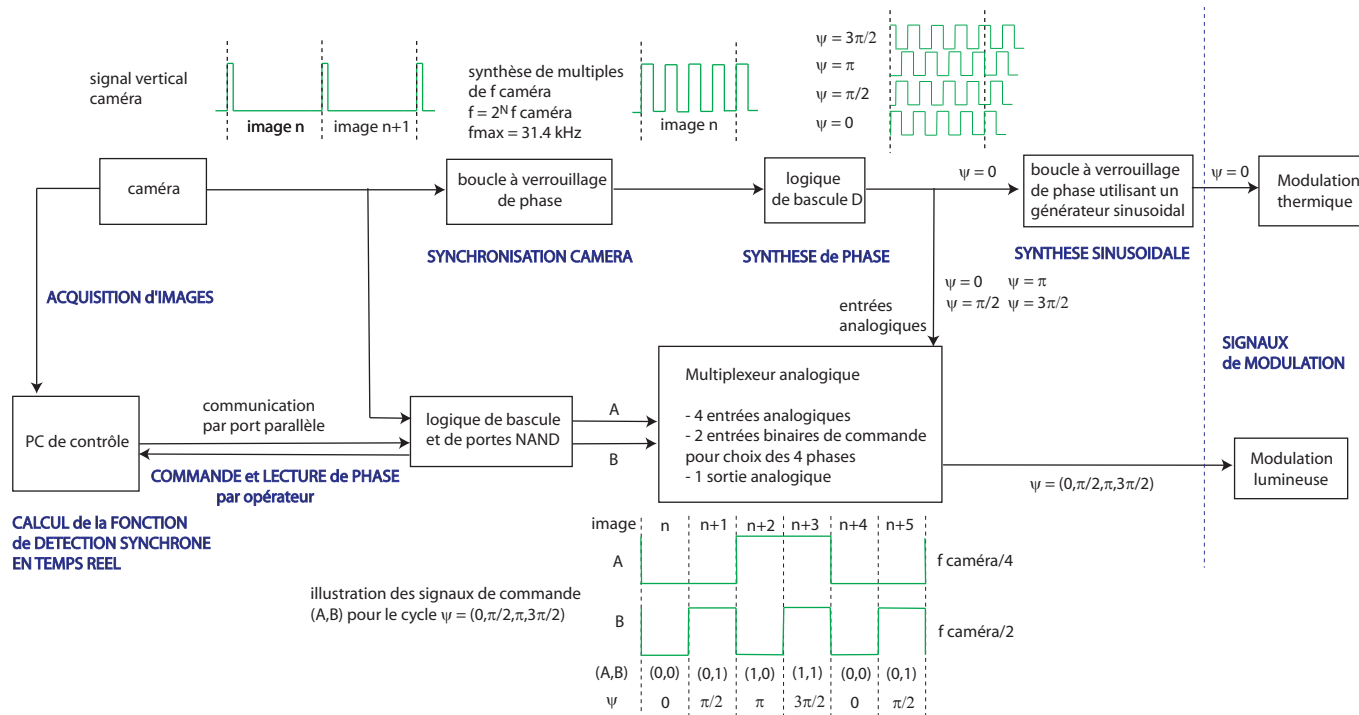 signal vertical
caméra
image n
image n+1
synthèse de multiples
de f caméra
f = 2^N f caméra
fmax = 31.4 kHz
image n
ψ = 3π/2
ψ = π
ψ = π/2
ψ = 0
caméra
boucle à verrouillage
de phase
logique
de bascule D
ψ = 0
boucle à verrouillage
de phase utilisant un
générateur sinusoidal
ψ = 0
Modulation
thermique
SYNCHRONISATION CAMERA
SYNTHESE de PHASE
SYNTHESE SINUSOIDALE
ACQUISITION d'IMAGES
ψ = 0 ψ = π
ψ = π/2 ψ = 3π/2
entrées
analogiques
SIGNAUX
de MODULATION
PC de contrôle
communication
par port parallèle
logique de bascule
et de portes NAND
A
B
Multiplexeur analogique
- 4 entrées analogiques
- 2 entrées binaires de commande
pour choix des 4 phases
- 1 sortie analogique
ψ = (0,π/2,π,3π/2)
Modulation
lumineuse
COMMANDE et LECTURE de PHASE
par opérateur
CALCUL de la FONCTION
de DETECTION SYNCHRONE
EN TEMPS REEL
image n n+1 n+2 n+3 n+4 n+5
A
f caméra/4
illustration des signaux de commande
(A,B) pour le cycle ψ = (0,π/2,π,3π/2)
B
f caméra/2
(A,B) (0,0) (0,1) (1,0) (1,1) (0,0) (0,1)
ψ 0 π/2 π 3π/2 0 π/2